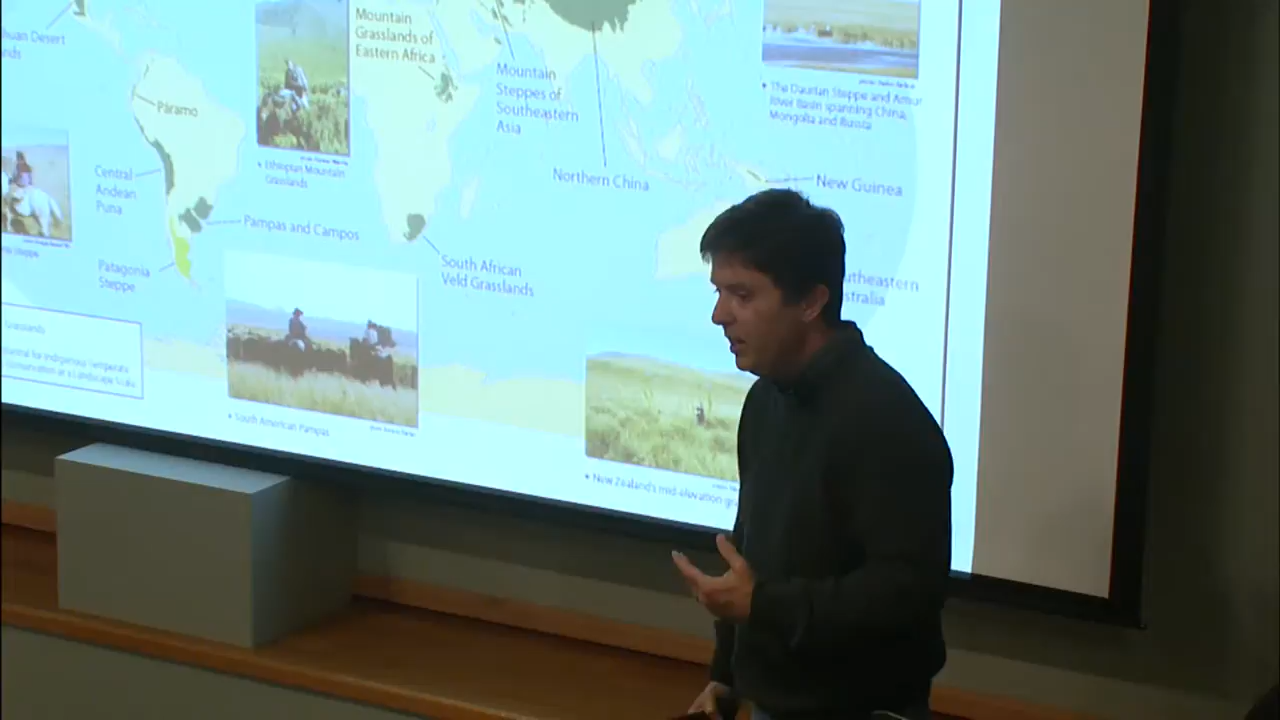 Mountain
Grasslands of
Eastern Africa
Desert
Mountain
Steppes of
Southeastern
Asia
• The Daurian Steppe and Amur
River Basin spanning China,
Mongolia and Russia
Páramo
• Ethiopian Mountain
Grasslands
Central
Andean
Puna
Northern China
New Guinea
Pampas and Campos
Patagonia
Steppe
South African
Veld Grasslands
Steppe
Grasslands
• South American Pampas
• New Zealand's mid-elevation